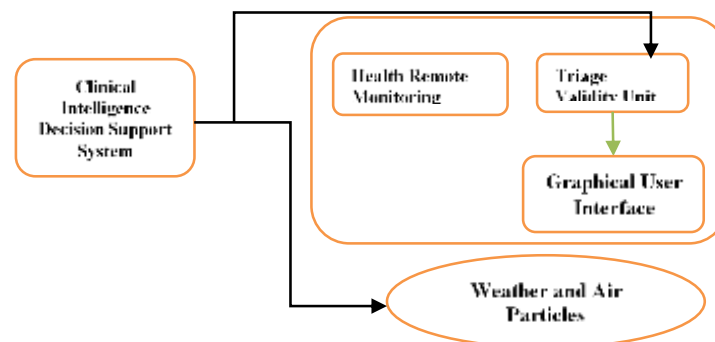 Clinical
Intelligence
Decision Support
System
Health Remote
Monitoring
Triage
Validity Unit
Graphical User
Interface
Weather and Air
Particles